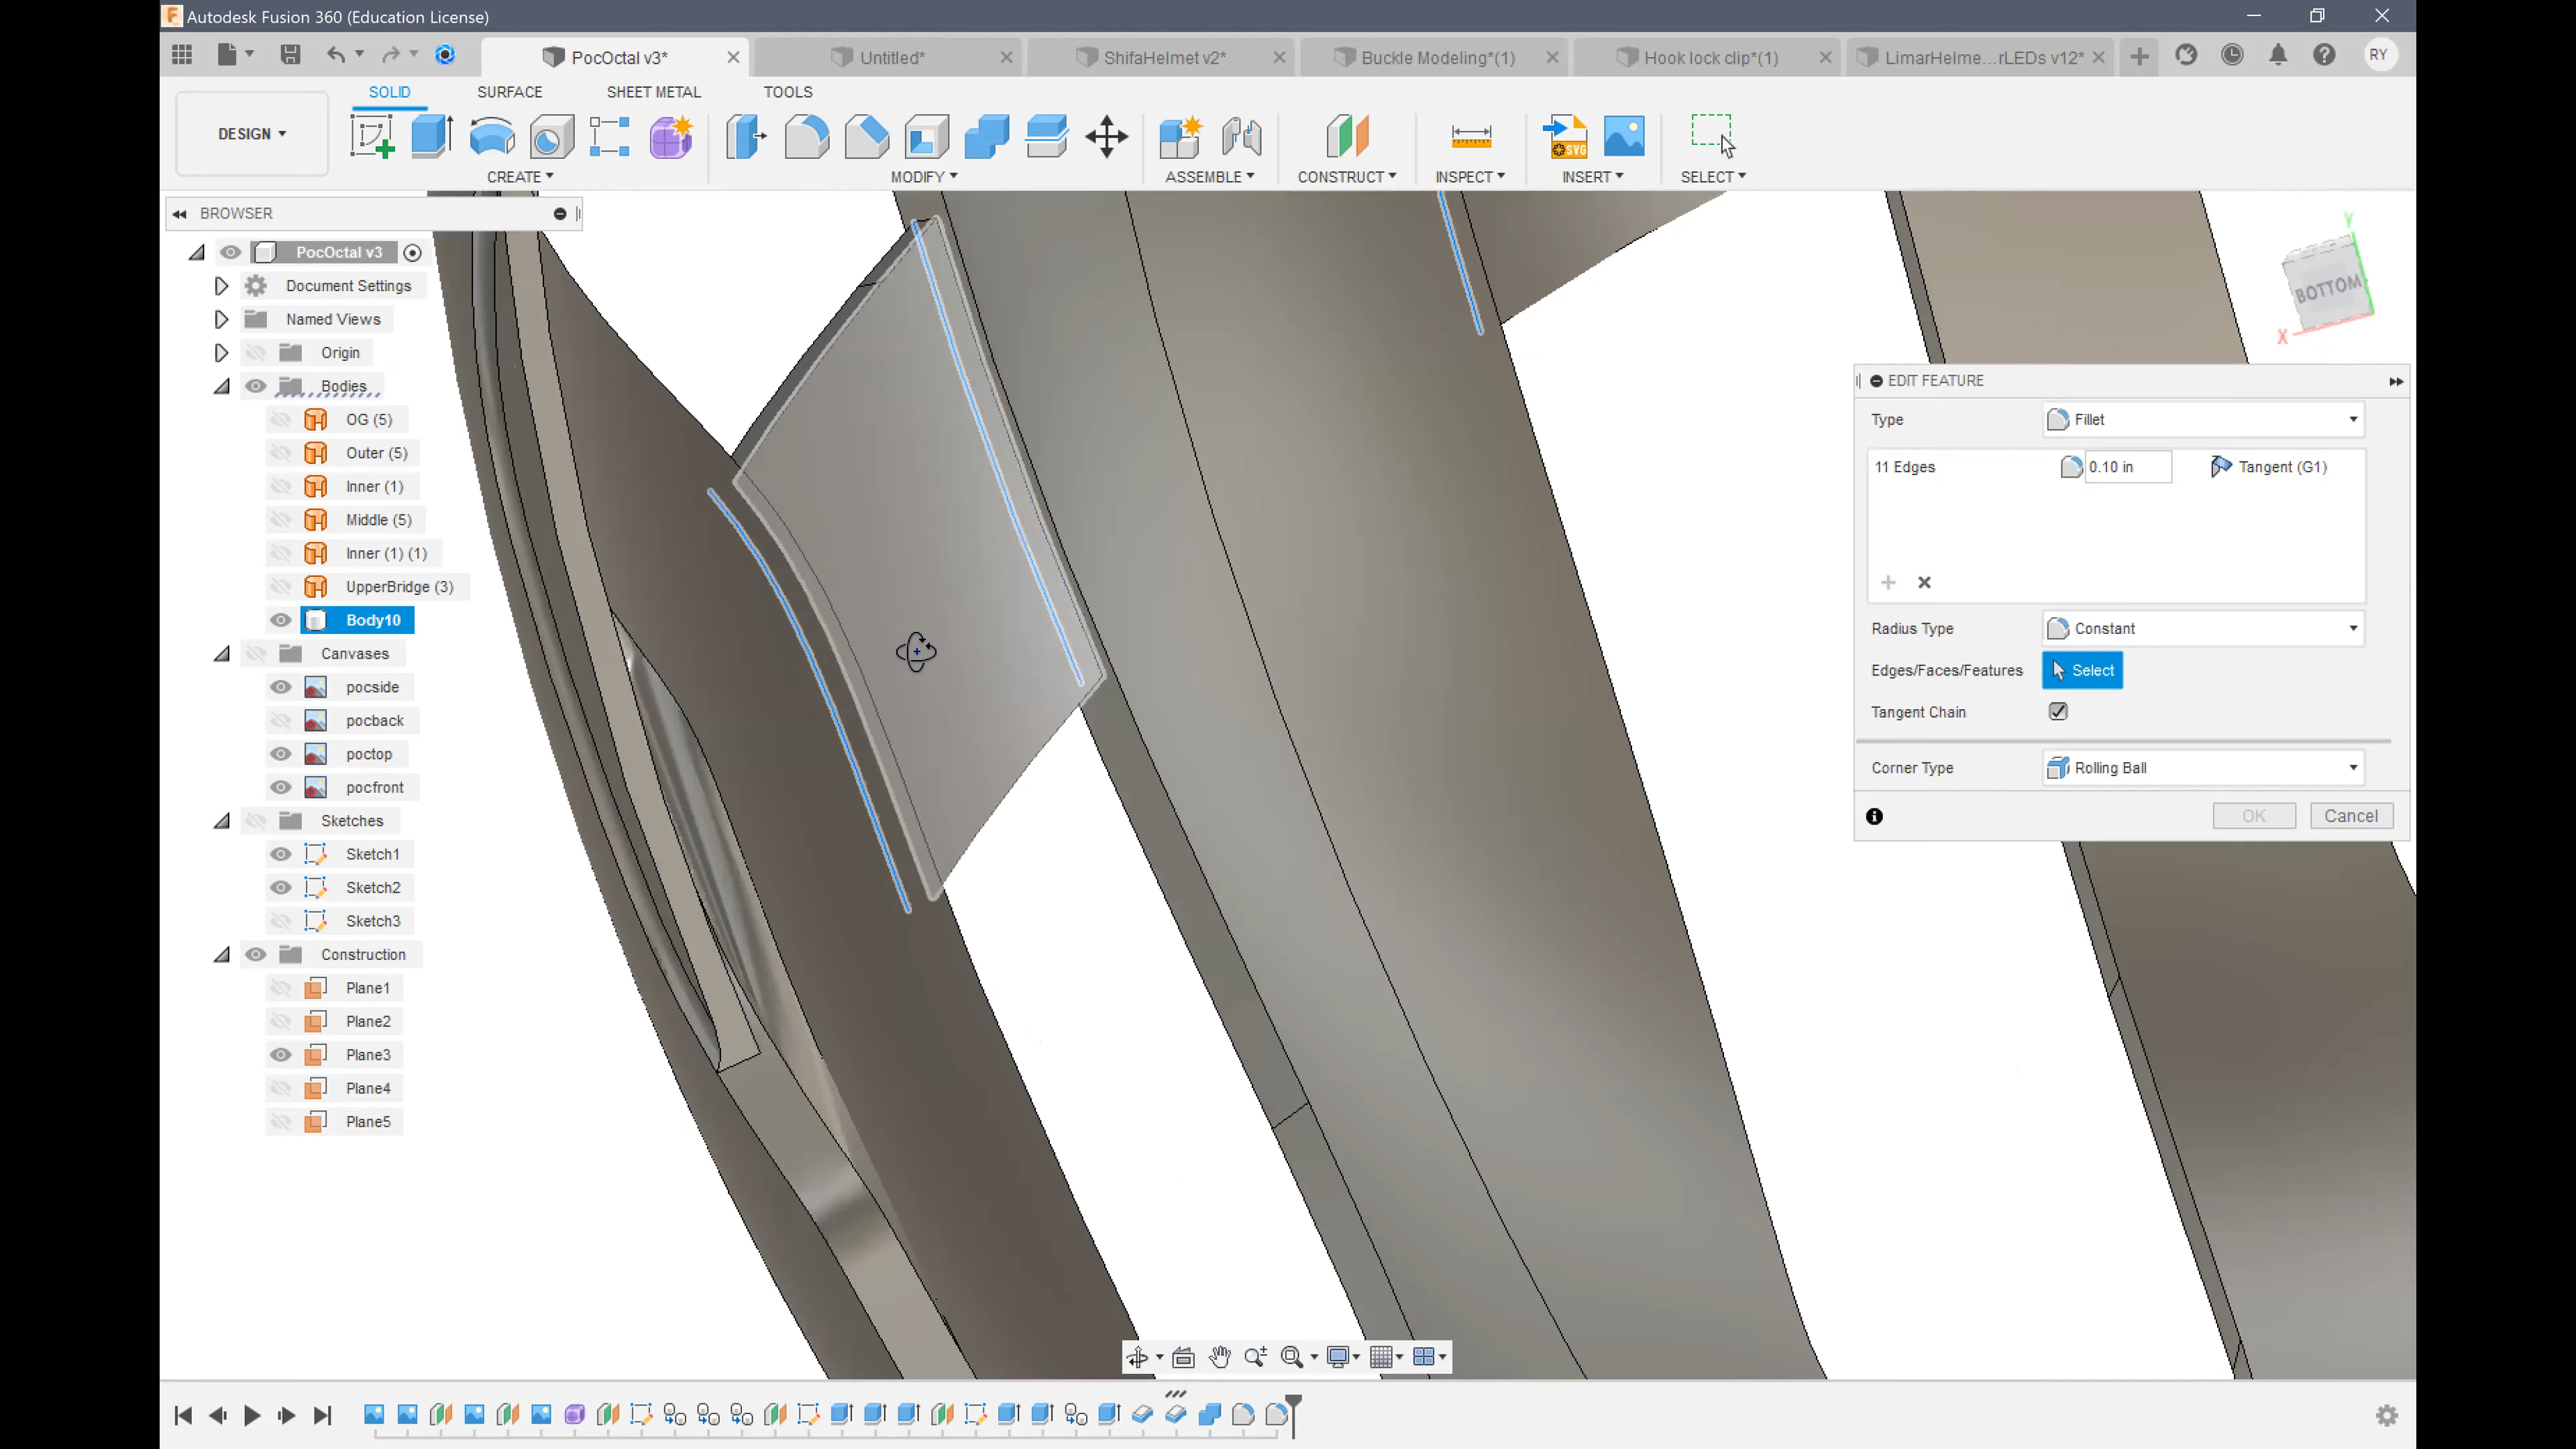 Autodesk Fusion 360 (Education License)
PocOctal v3*
Untitled*
ShifaHelmet v2*
Buckle Modeling*(1)
Hook lock clip*(1)
LimarHelme...rLEDs v12*
RY
DESIGN
SOLID
SURFACE
SHEET METAL
TOOLS
SVG
CREATE
MODIFY
ASSEMBLE
CONSTRUCT
INSPECT
INSERT
SELECT
BROWSER
PocOctal v3
Document Settings
Named Views
Origin
Bodies
OG (5)
Outer (5)
Inner (1)
Middle (5)
Inner (1) (1)
UpperBridge (3)
Body10
Canvases
pocside
pocback
poctop
pocfront
Sketches
Sketch1
Sketch2
Sketch3
Construction
Plane1
Plane2
Plane3
Plane4
Plane5
Y
BOTTOM
X
EDIT FEATURE
Type
Fillet
11 Edges
0.10 in
Tangent (G1)
Radius Type
Constant
Edges/Faces/Features
Select
Tangent Chain
Corner Type
Rolling Ball
OK
Cancel